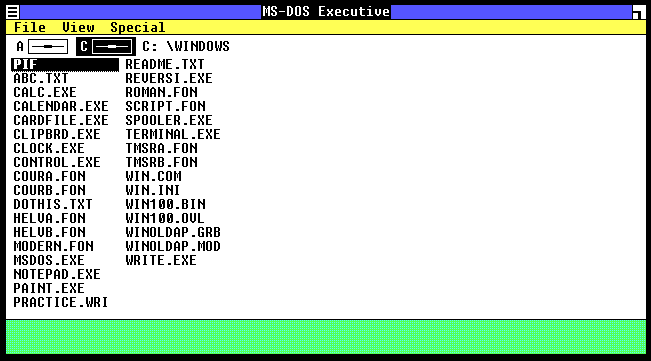 MS-DOS Executive
File View Special
A C C: \WINDOWS
PIF README.TXT
ABC.TXT REVERSI.EXE
CALC.EXE ROMAN.FON
CALENDAR.EXE SCRIPT.FON
CARDFILE.EXE SPOOLER.EXE
CLIPBRD.EXE TERMINAL.EXE
CLOCK.EXE TMSRA.FON
CONTROL.EXE TMSRB.FON
COURA.FON WIN.COM
COURB.FON WIN.INI
DOTHIS.TXT WIN100.BIN
HELVA.FON WIN100.OVL
HELVB.FON WINOLDAP.GRB
MODERN.FON WINOLDAP.MOD
MSDOS.EXE WRITE.EXE
NOTEPAD.EXE
PAINT.EXE
PRACTICE.WRI